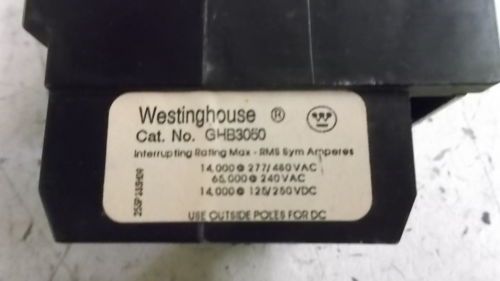 Westinghouse ®
Cat. No. GHB3050
Interrupting Rating Max - RMS Sym Amperes
14,000 @ 277/480 VAC
65,000 @ 240 VAC
14,000 @ 125/250 VDC
USE OUTSIDE POLES FOR DC